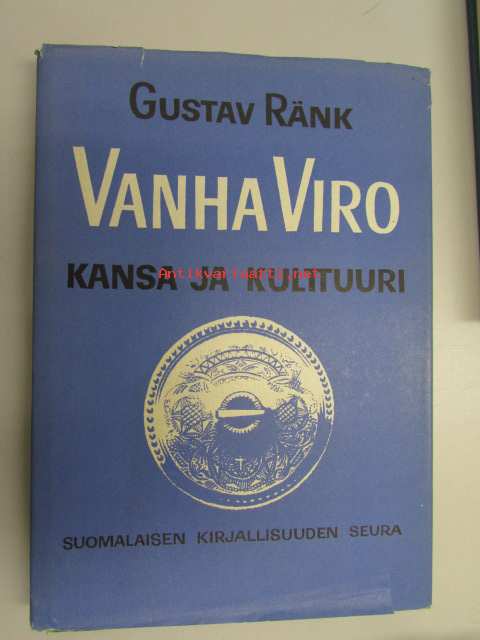 GUSTAV RÄNK
VANHA VIRO
KANSA JA KULTTUURI
Antikvariaatti.net
SUOMALAISEN KIRJALLISUUDEN SEURA